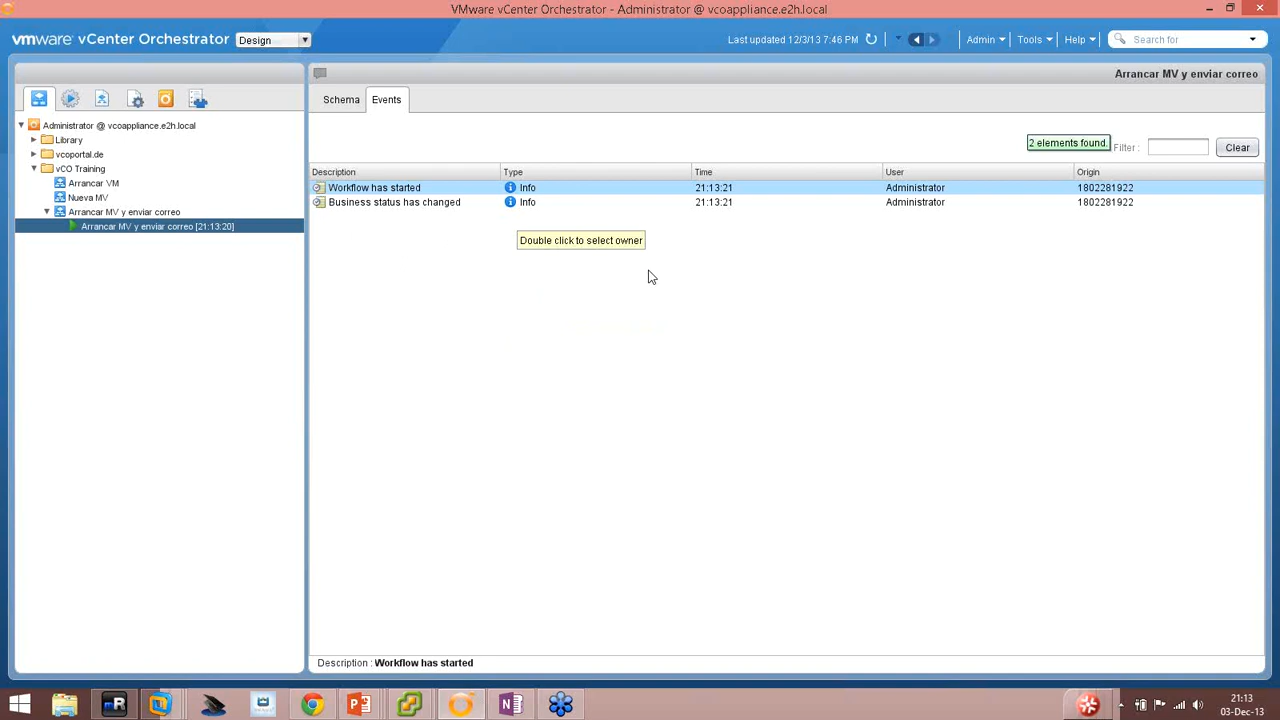 VMware vCenter Orchestrator - Administrator @ vcoappliance.e2h.local
vmware® vCenter Orchestrator Design Last updated 12/3/13 7:46 PM Admin Tools Help Search for
Arrancar MV y enviar correo
Schema Events
Administrator @ vcoappliance.e2h.local
Library
vcoportal.de
vCO Training
Arrancar VM
Nueva MV
Arrancar MV y enviar correo
Arrancar MV y enviar correo [21:13:20]
2 elements found. Filter : Clear
Description Type Time User Origin
Workflow has started Info 21:13:21 Administrator 1802281922
Business status has changed Info 21:13:21 Administrator 1802281922
Double click to select owner
Description : Workflow has started
mR
21:13
03-Dec-13